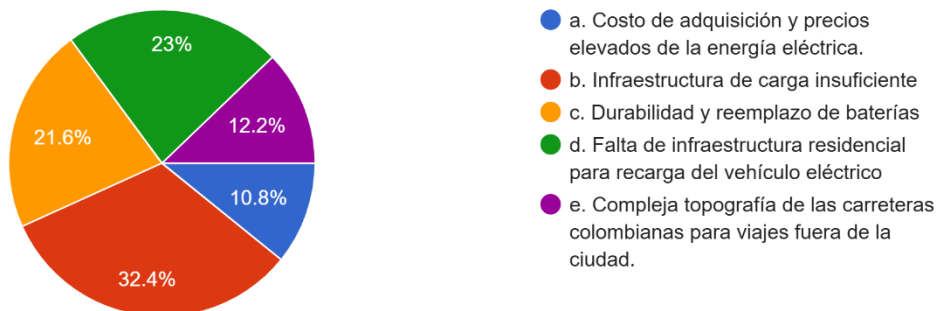 23%
21.6%
12.2%
10.8%
32.4%
a. Costo de adquisición y precios
elevados de la energía eléctrica.
b. Infraestructura de carga insuficiente
c. Durabilidad y reemplazo de baterías
d. Falta de infraestructura residencial
para recarga del vehículo eléctrico
e. Compleja topografía de las carreteras
colombianas para viajes fuera de la
ciudad.